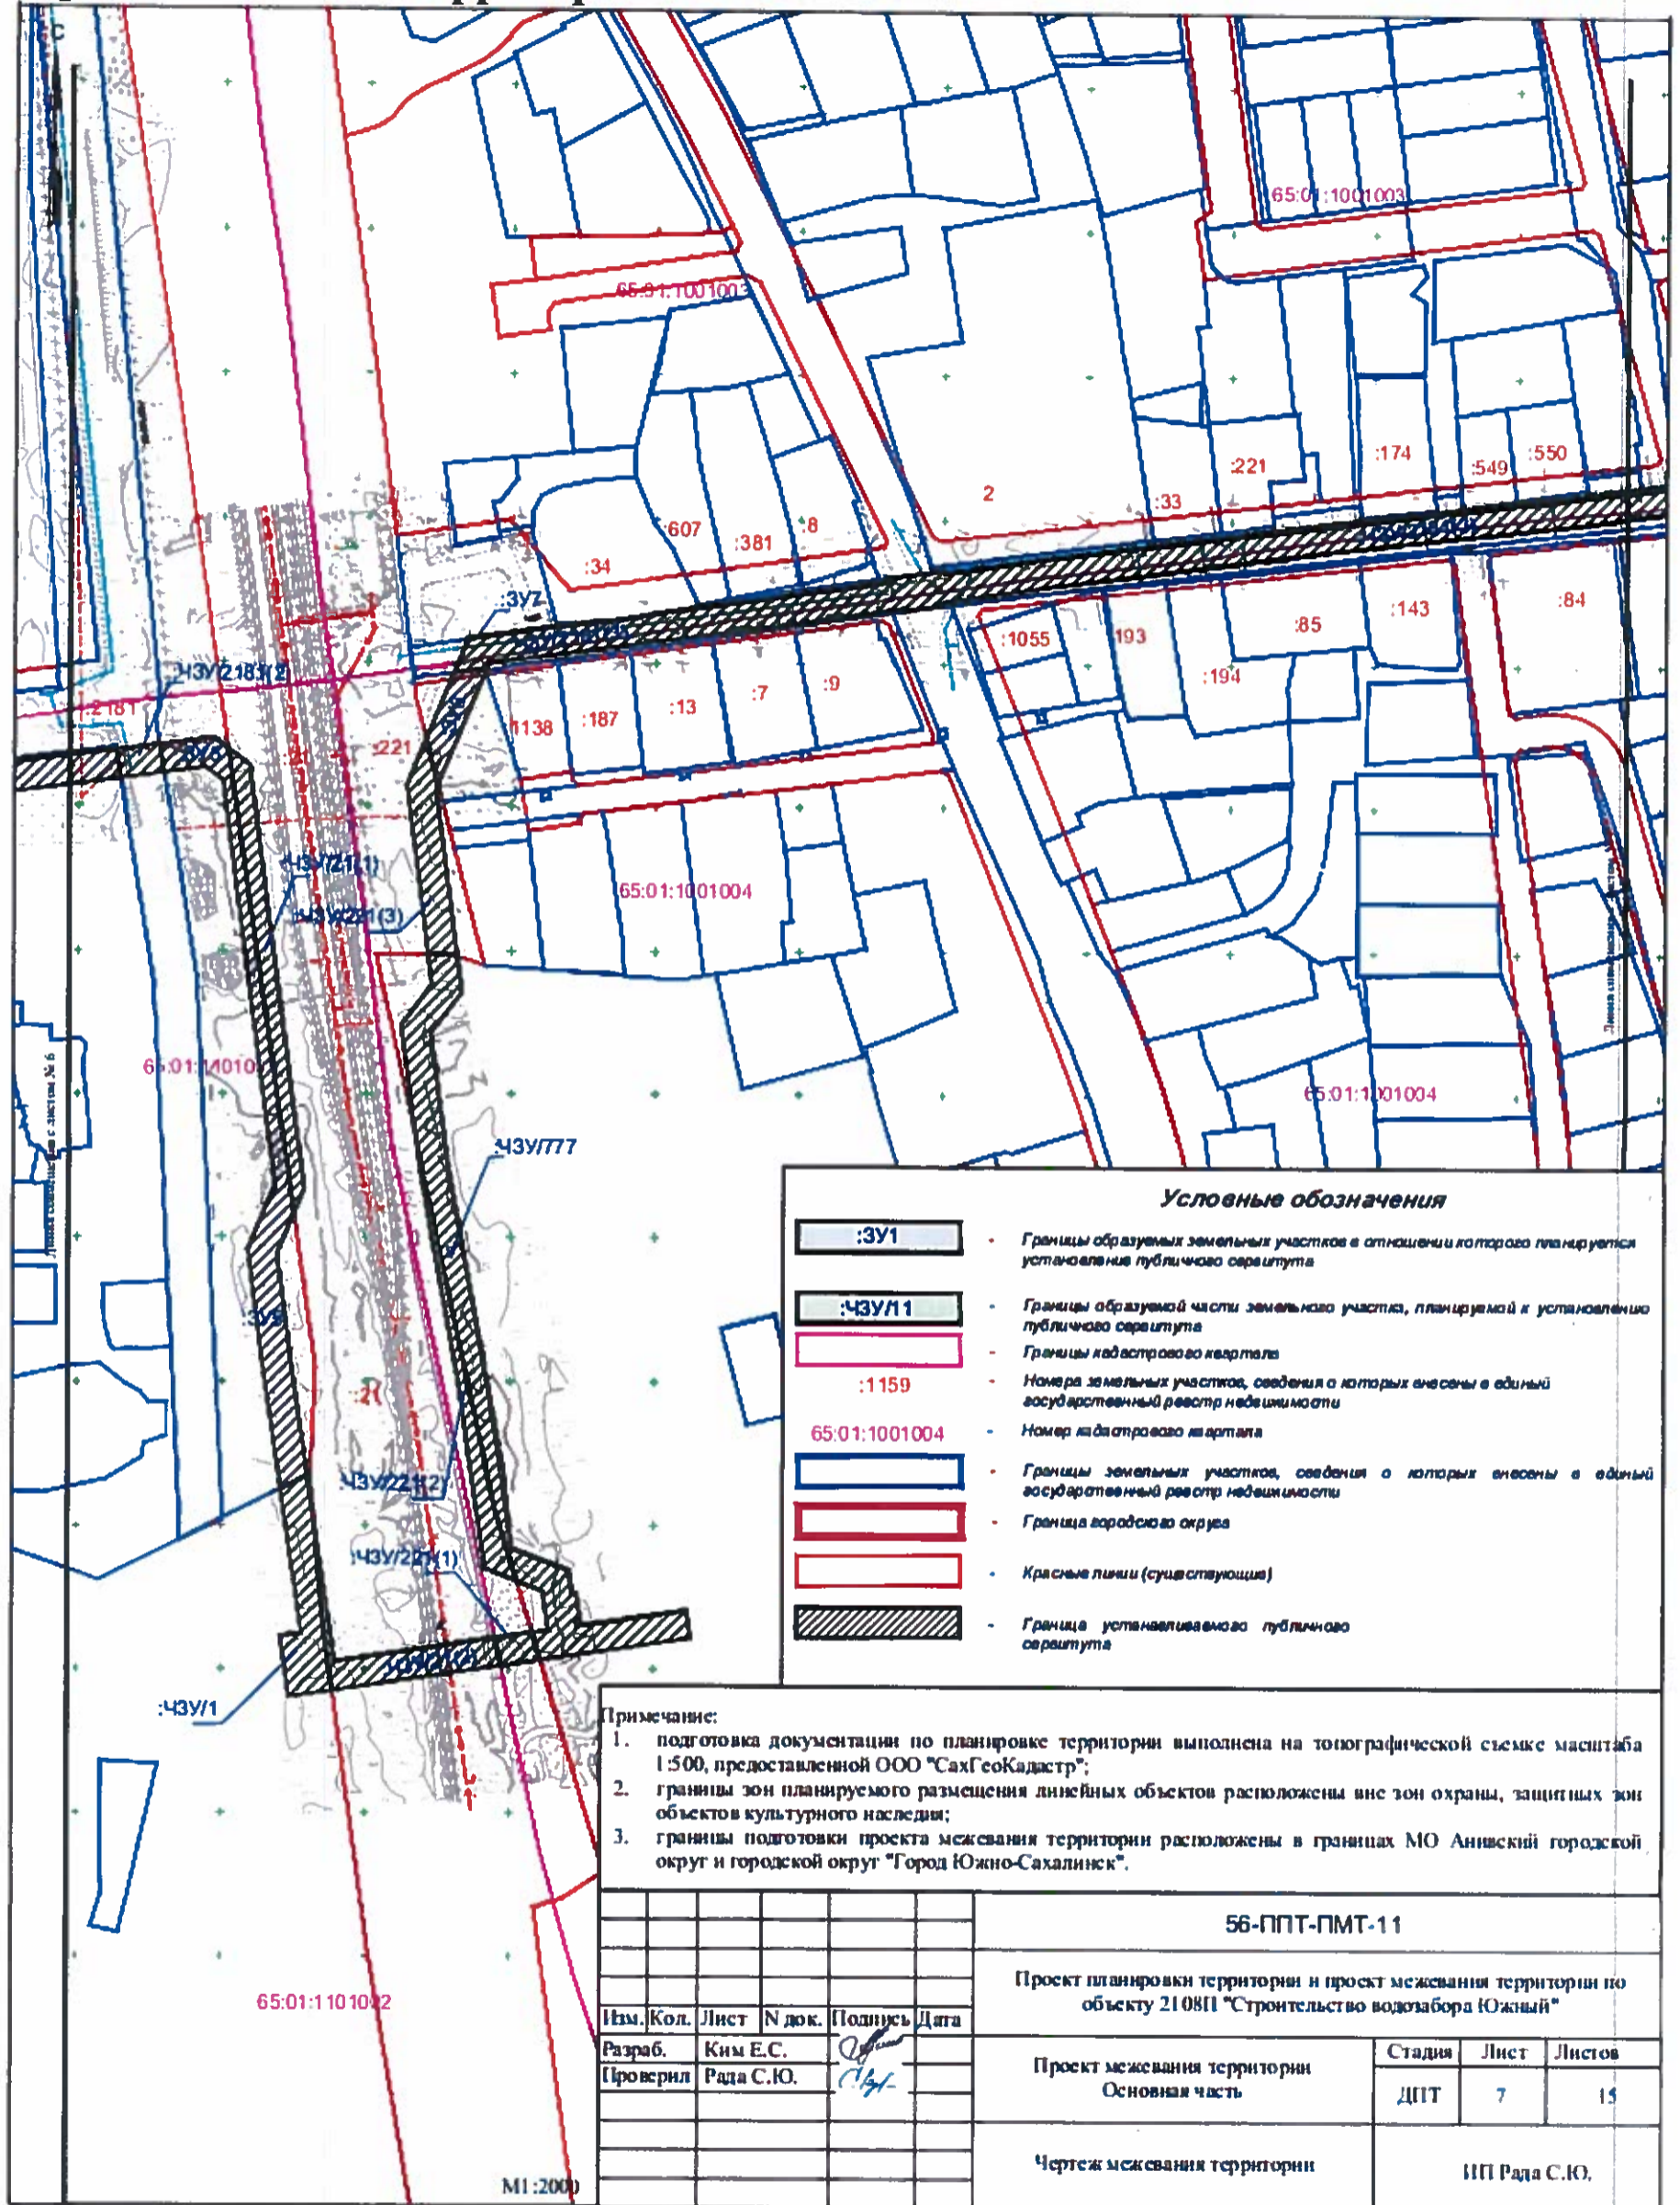 65:01:1001003
65:01:1001003
:174
:550
:549
:221
2
:33
:607
:8
:381
:34
:ЗУ7
:84
:143
:85
:1055
193
:194
:ЧЗУ/2181(2)
:2181
:9
:7
:13
:187
1138
:221
:ЧЗУ/21(1)
:ЧЗУ/221(3)
65:01:1001004
65:01:11010
65:01:1001004
:ЧЗУ/777
:ЗУ9
:21
:ЧЗУ/221(2)
:ЧЗУ/221(1)
:ЧЗУ/1
65:01:1101022
М1:2000
Условные обозначения
:ЗУ1
- Границы образуемых земельных участков в отношении которого планируется
установление публичного сервитута
:ЧЗУ/11
- Границы образуемой части земельного участка, планируемой к установлению
публичного сервитута
- Границы кадастрового квартала
:1159
- Номера земельных участков, сведения о которых внесены в единый
государственный реестр недвижимости
65:01:1001004
- Номер кадастрового квартала
- Границы земельных участков, сведения о которых внесены в единый
государственный реестр недвижимости
- Граница городского округа
- Красные линии (существующие)
- Граница устанавливаемого публичного
сервитута
Примечание:
1. подготовка документации по планировке территории выполнена на топографической съемке масштаба
1:500, предоставленной ООО "СахГеоКадастр";
2. границы зон планируемого размещения линейных объектов расположены вне зон охраны, защитных зон
объектов культурного наследия;
3. границы подготовки проекта межевания территории расположены в границах МО Анивский городской
округ и городской округ "Город Южно-Сахалинск".
56-ППТ-ПМТ-11
Проект планировки территории и проект межевания территории по
объекту 2108П "Строительство водозабора Южный"
Изм. Кол. Лист N док. Подпись Дата
Разраб. Ким Е.С.
Проверил Рада С.Ю.
Проект межевания территории
Основная часть
Стадия Лист Листов
ДПТ 7 15
Чертеж межевания территории
ИП Рада С.Ю.